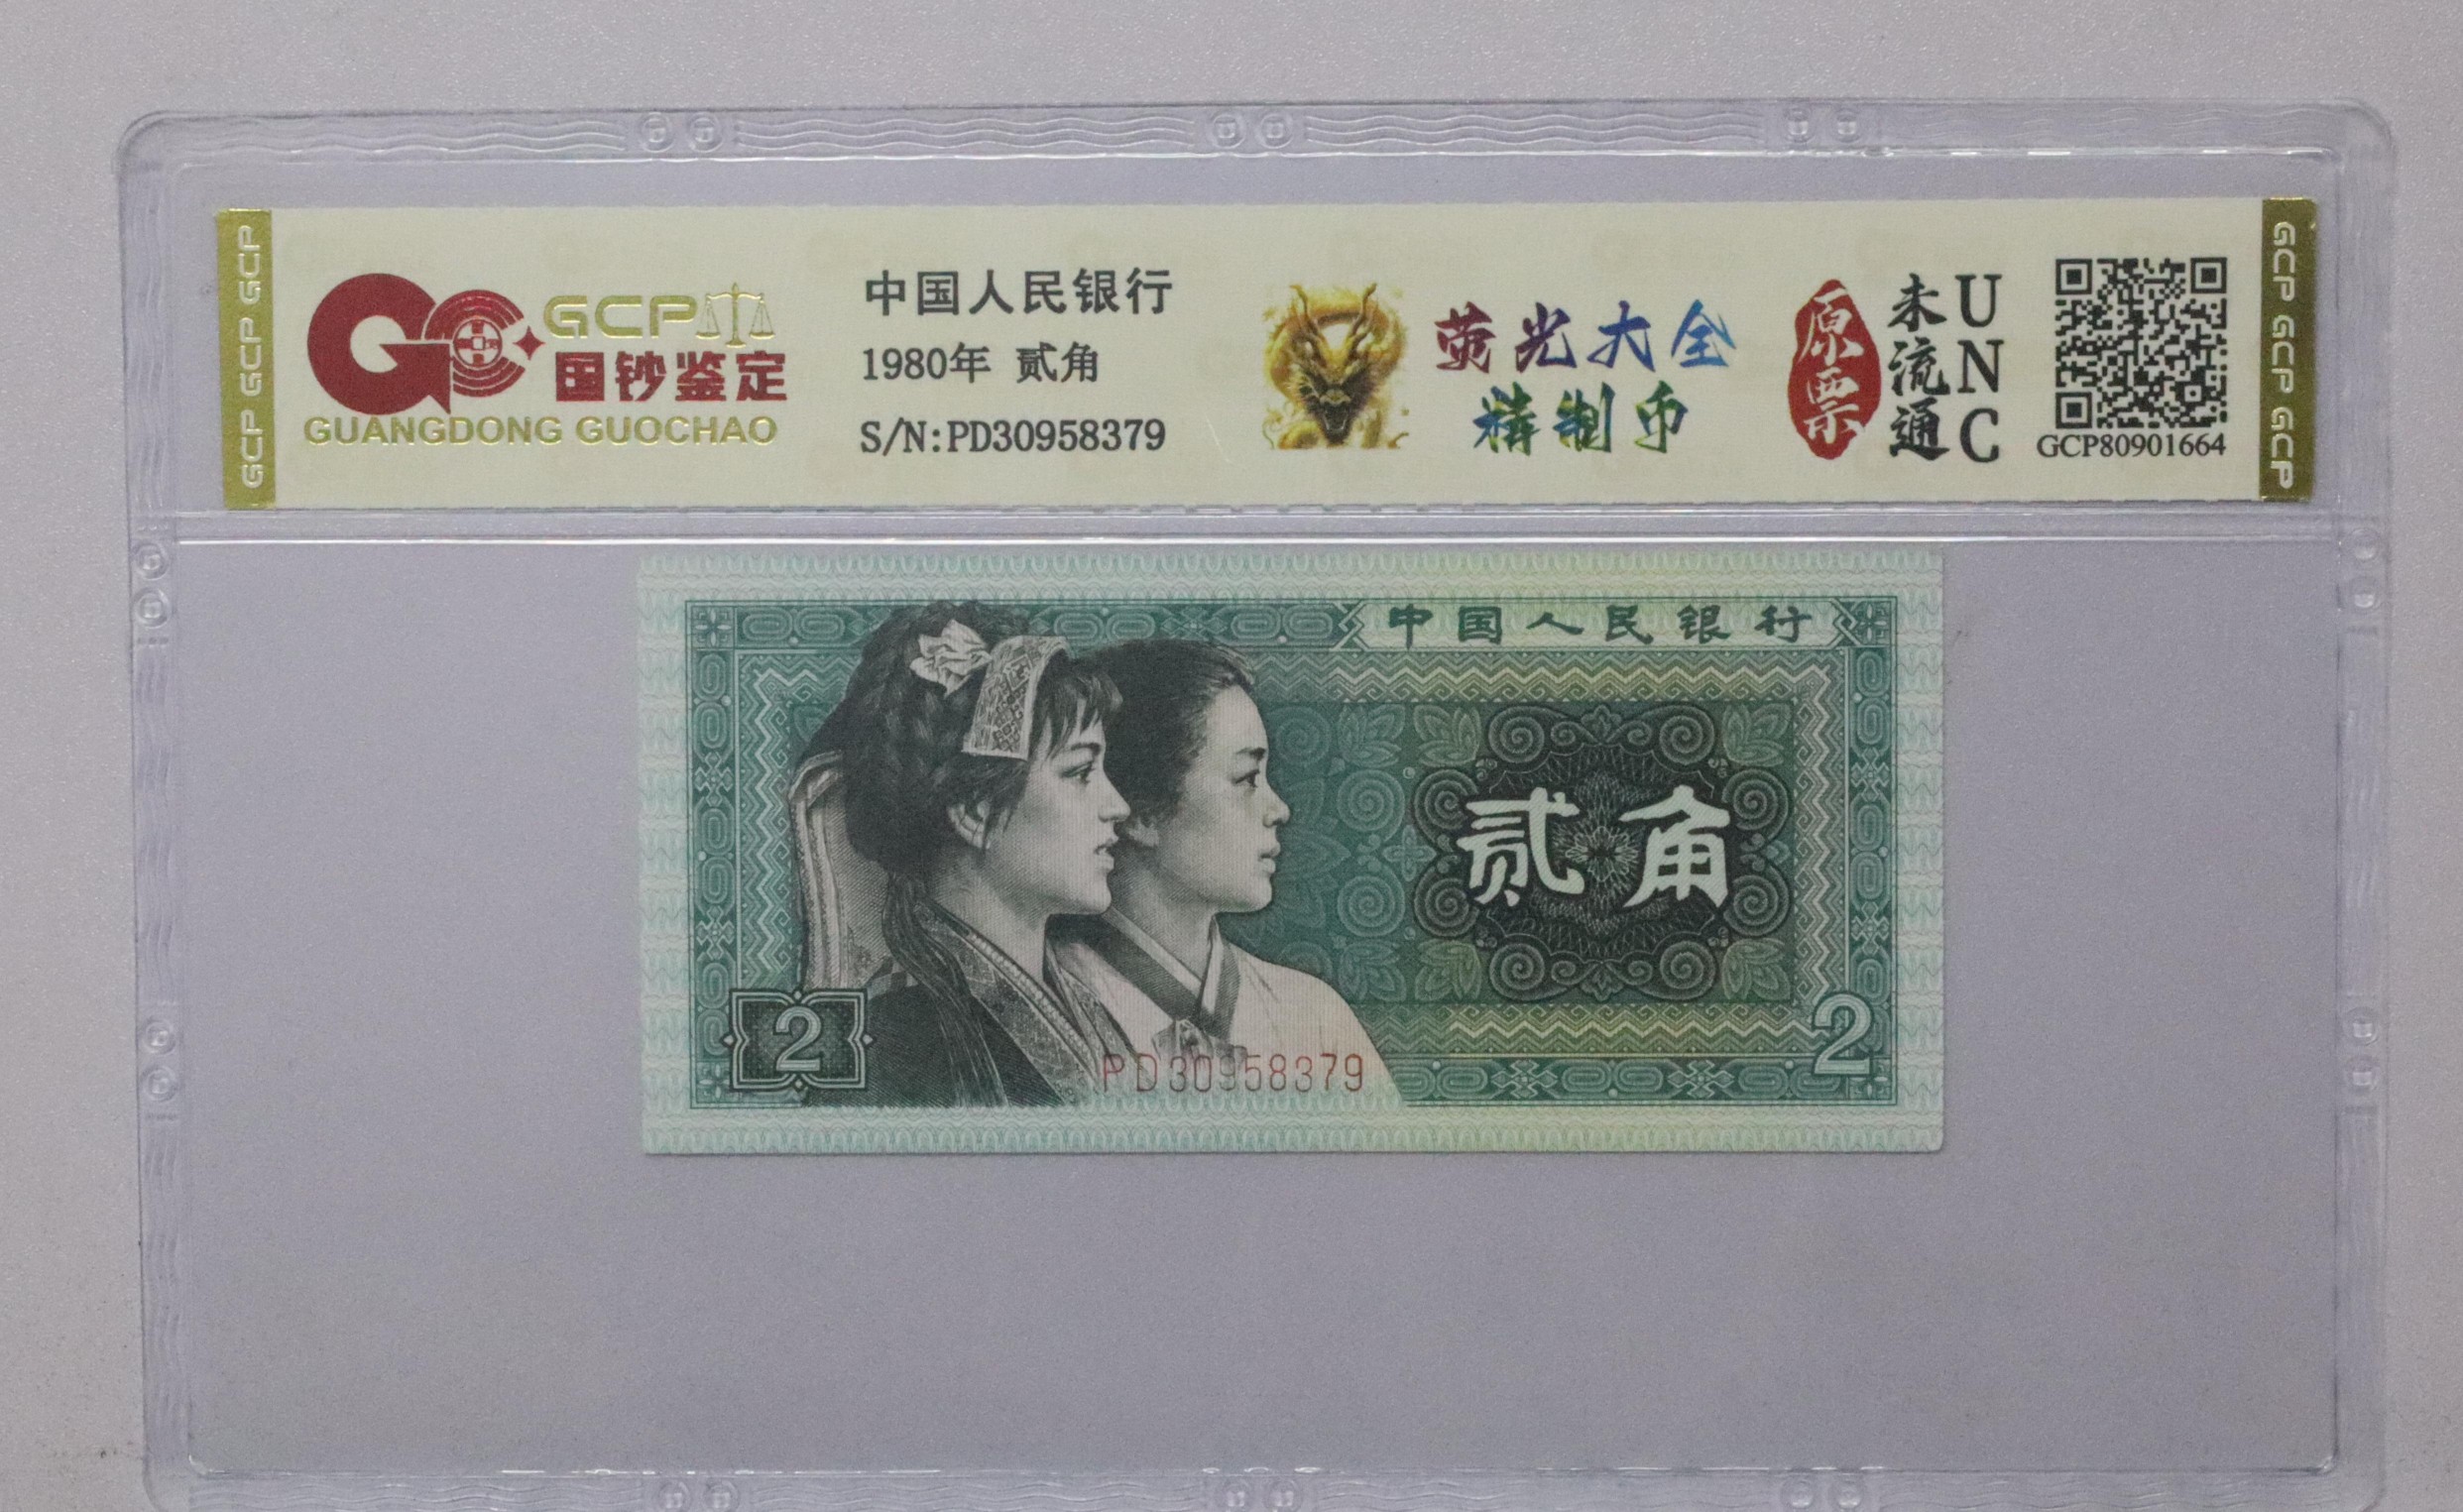 GCP GCP GCP
GCP
国钞鉴定
GUANGDONG GUOCHAO
中国人民银行
1980年 贰角
S/N:PD30958379
荧光大全
精制币
原票
未流通
UNC
GCP80901664
GCP GCP GCP GCP
中国人民银行
贰角
2
2
PD30958379